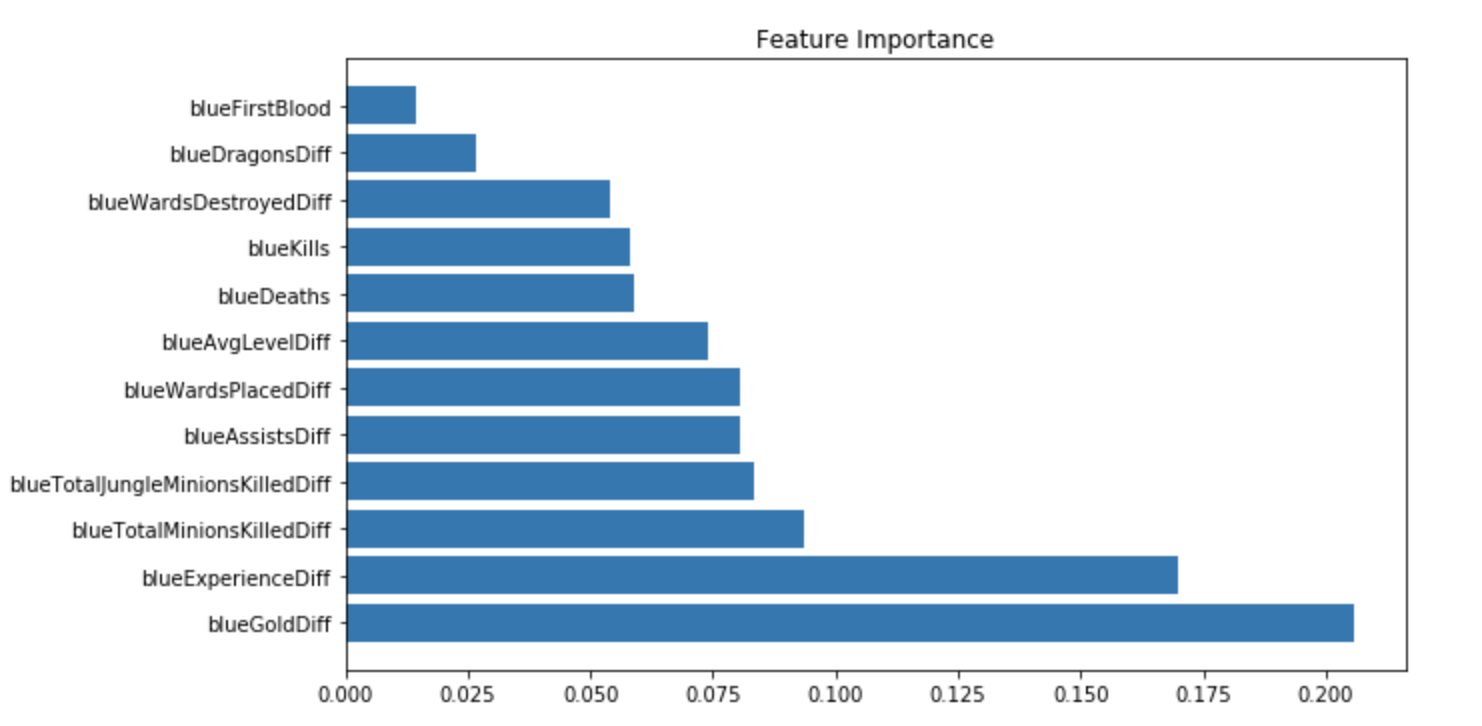 Feature Importance
blueFirstBlood
blueDragonsDiff
blueWardsDestroyedDiff
blueKills
blueDeaths
blueAvgLevelDiff
blueWardsPlacedDiff
blueAssistsDiff
blueTotalJungleMinionsKilledDiff
blueTotalMinionsKilledDiff
blueExperienceDiff
blueGoldDiff
0.000 0.025 0.050 0.075 0.100 0.125 0.150 0.175 0.200